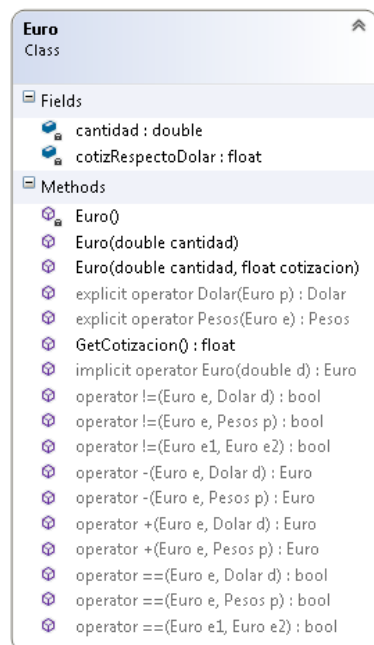 Euro
Class
Fields
cantidad : double
cotizRespectoDolar : float
Methods
Euro()
Euro(double cantidad)
Euro(double cantidad, float cotizacion)
explicit operator Dolar(Euro p) : Dolar
explicit operator Pesos(Euro e) : Pesos
GetCotizacion() : float
implicit operator Euro(double d) : Euro
operator !=(Euro e, Dolar d) : bool
operator !=(Euro e, Pesos p) : bool
operator !=(Euro e1, Euro e2) : bool
operator -(Euro e, Dolar d) : Euro
operator -(Euro e, Pesos p) : Euro
operator +(Euro e, Dolar d) : Euro
operator +(Euro e, Pesos p) : Euro
operator ==(Euro e, Dolar d) : bool
operator ==(Euro e, Pesos p) : bool
operator ==(Euro e1, Euro e2) : bool